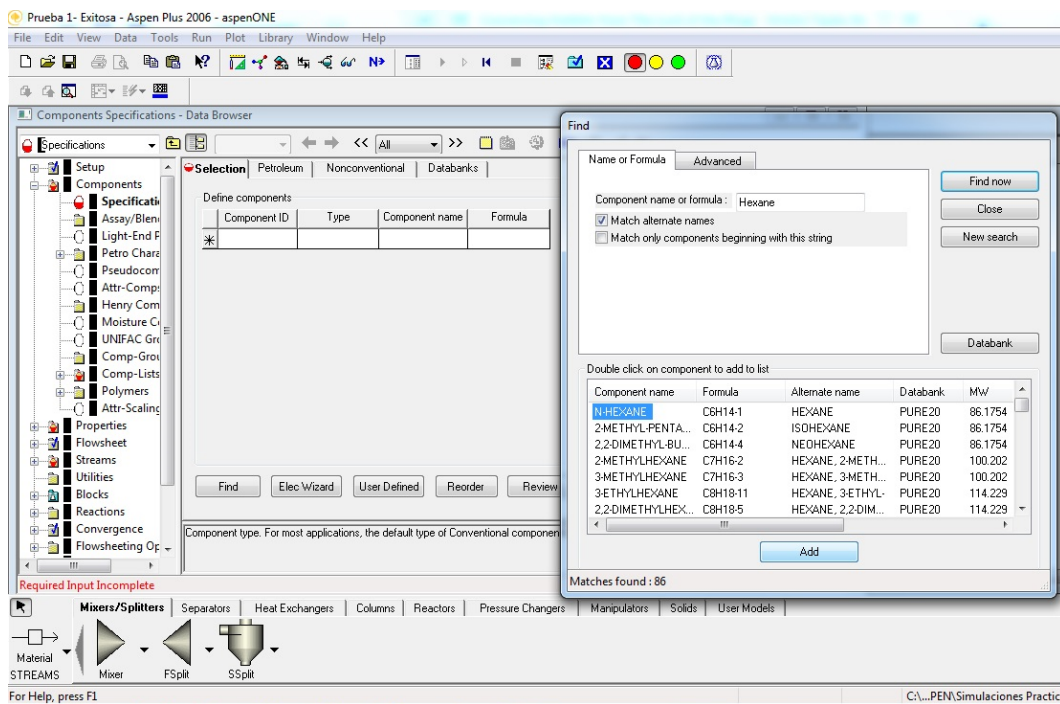 Prueba 1- Exitosa - Aspen Plus 2006 - aspenONE
File Edit View Data Tools Run Plot Library Window Help
Components Specifications - Data Browser
Specifications
All
Setup
Components
Specificati
Assay/Blen
Light-End P
Petro Chara
Pseudocom
Attr-Comps
Henry Com
Moisture Co
UNIFAC Gro
Comp-Grou
Comp-Lists
Polymers
Attr-Scaling
Properties
Flowsheet
Streams
Utilities
Blocks
Reactions
Convergence
Flowsheeting Op
Selection Petroleum Nonconventional Databanks
Define components
Component ID Type Component name Formula
Find Elec Wizard User Defined Reorder Review
Component type. For most applications, the default type of Conventional componen
Required Input Incomplete
Find
Name or Formula Advanced
Component name or formula : Hexane
Match alternate names
Match only components beginning with this string
Find now
Close
New search
Databank
Double click on component to add to list
Component name Formula Alternate name Databank MW
N-HEXANE C6H14-1 HEXANE PURE20 86.1754
2-METHYL-PENTA... C6H14-2 ISOHEXANE PURE20 86.1754
2,2-DIMETHYL-BU... C6H14-4 NEOHEXANE PURE20 86.1754
2-METHYLHEXANE C7H16-2 HEXANE, 2-METH... PURE20 100.202
3-METHYLHEXANE C7H16-3 HEXANE, 3-METH... PURE20 100.202
3-ETHYLHEXANE C8H18-11 HEXANE, 3-ETHYL- PURE20 114.229
2,2-DIMETHYLHEX... C8H18-5 HEXANE, 2,2-DIM... PURE20 114.229
Add
Matches found : 86
Mixers/Splitters Separators Heat Exchangers Columns Reactors Pressure Changers Manipulators Solids User Models
Material
STREAMS Mixer FSplit SSplit
For Help, press F1 C:\...PEN\Simulaciones Practic